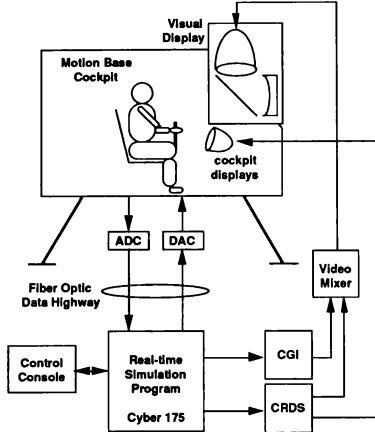 Visual
Display
Motion Base
Cockpit
cockpit
displays
ADC
DAC
Fiber Optic
Data Highway
Video
Mixer
Control
Console
Real-time
Simulation
Program
Cyber 175
CGI
CRDS